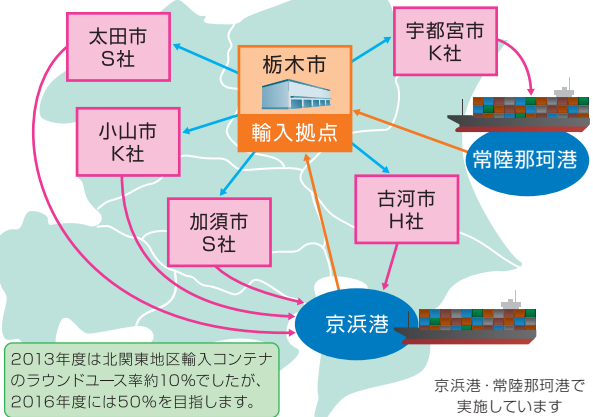 太田市
S社
宇都宮市
K社
栃木市
輸入拠点
小山市
K社
常陸那珂港
加須市
S社
古河市
H社
京浜港
2013年度は北関東地区輸入コンテナ
のラウンドユース率約10%でしたが、
2016年度には50%を目指します。
京浜港・常陸那珂港で
実施しています